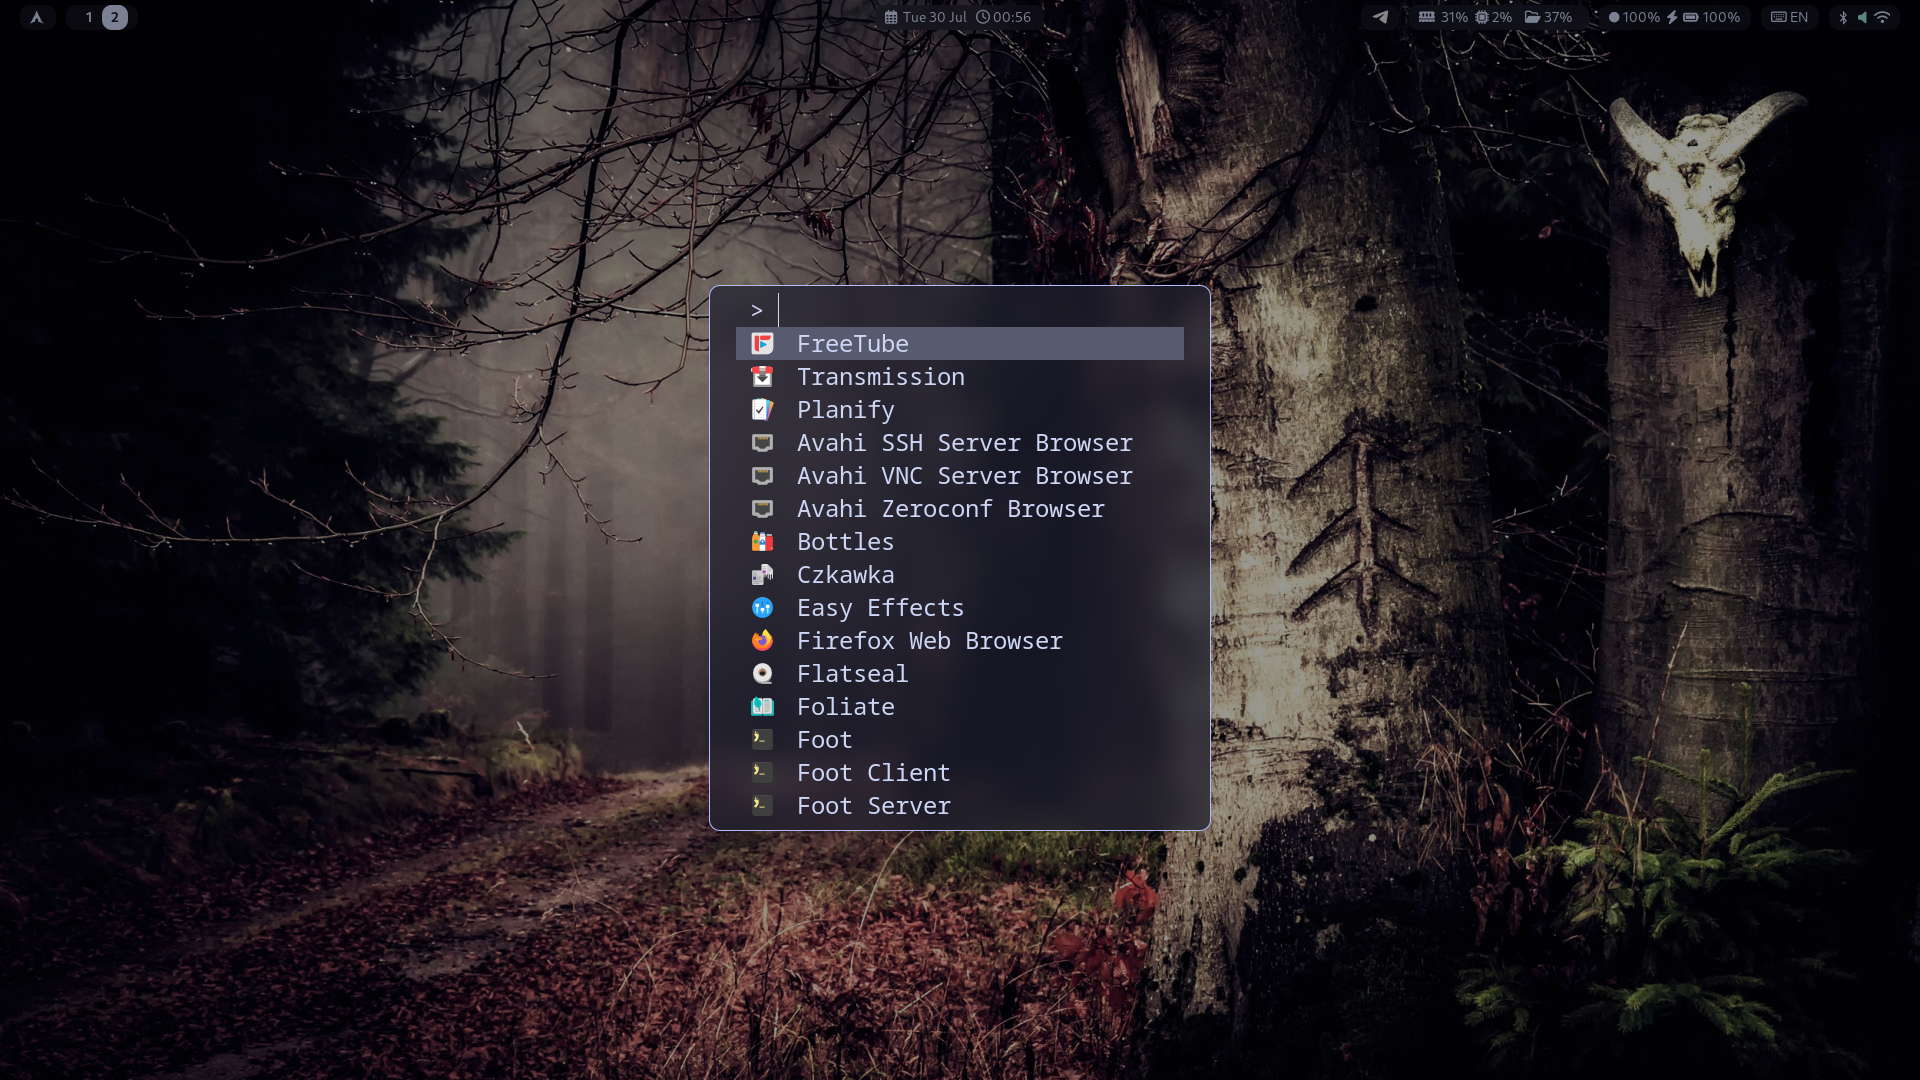 1 2
Tue 30 Jul 00:56
31% 2% 37%
100% 100%
EN
>
FreeTube
Transmission
Planify
Avahi SSH Server Browser
Avahi VNC Server Browser
Avahi Zeroconf Browser
Bottles
Czkawka
Easy Effects
Firefox Web Browser
Flatseal
Foliate
Foot
Foot Client
Foot Server